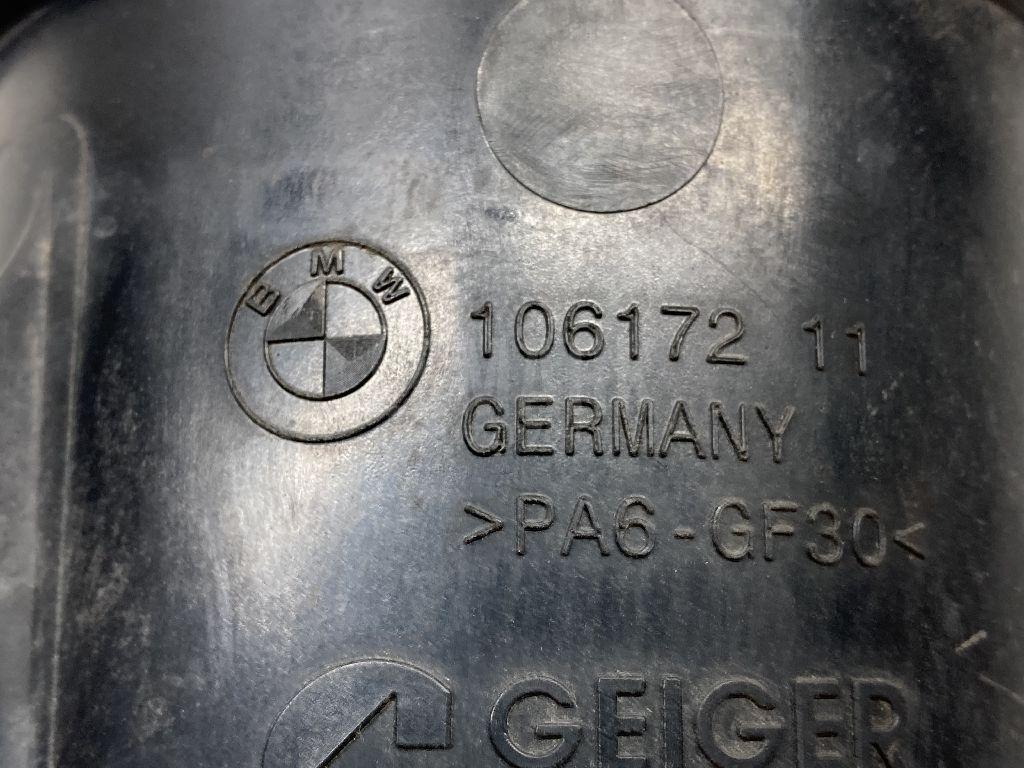 BMW
106172 11
GERMANY
>PA6-GF30<
GEIGER